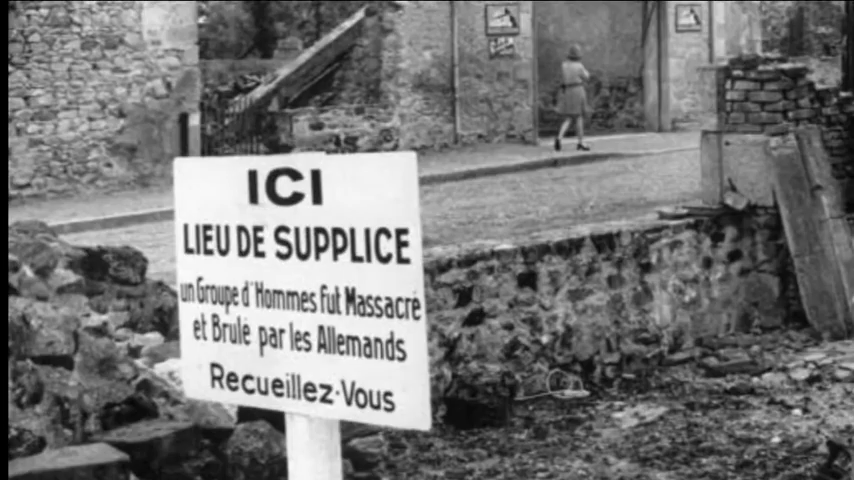 ICI
LIEU DE SUPPLICE
un Groupe d'Hommes fut Massacré
et Brulé par les Allemands
Recueillez-Vous